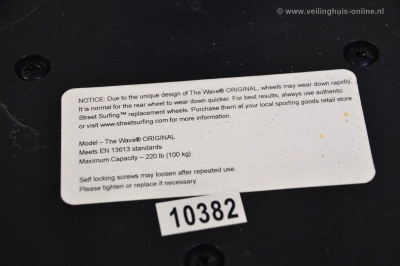 © www.veilinghuis-online.nl
NOTICE: Due to the unique design of The Wave® ORIGINAL, wheels may wear down rapidly.
It is normal for the rear wheel to wear down quicker. For best results, always use authentic
Street Surfing™ replacement wheels. Purchase them at your local sporting goods retail store
or visit www.streetsurfing.com for more information.
Model – The Wave® ORIGINAL
Meets EN 13613 standards
Maximum Capacity – 220 lb (100 kg)
Self locking screws may loosen after repeated use.
Please tighten or replace if necessary.
10382